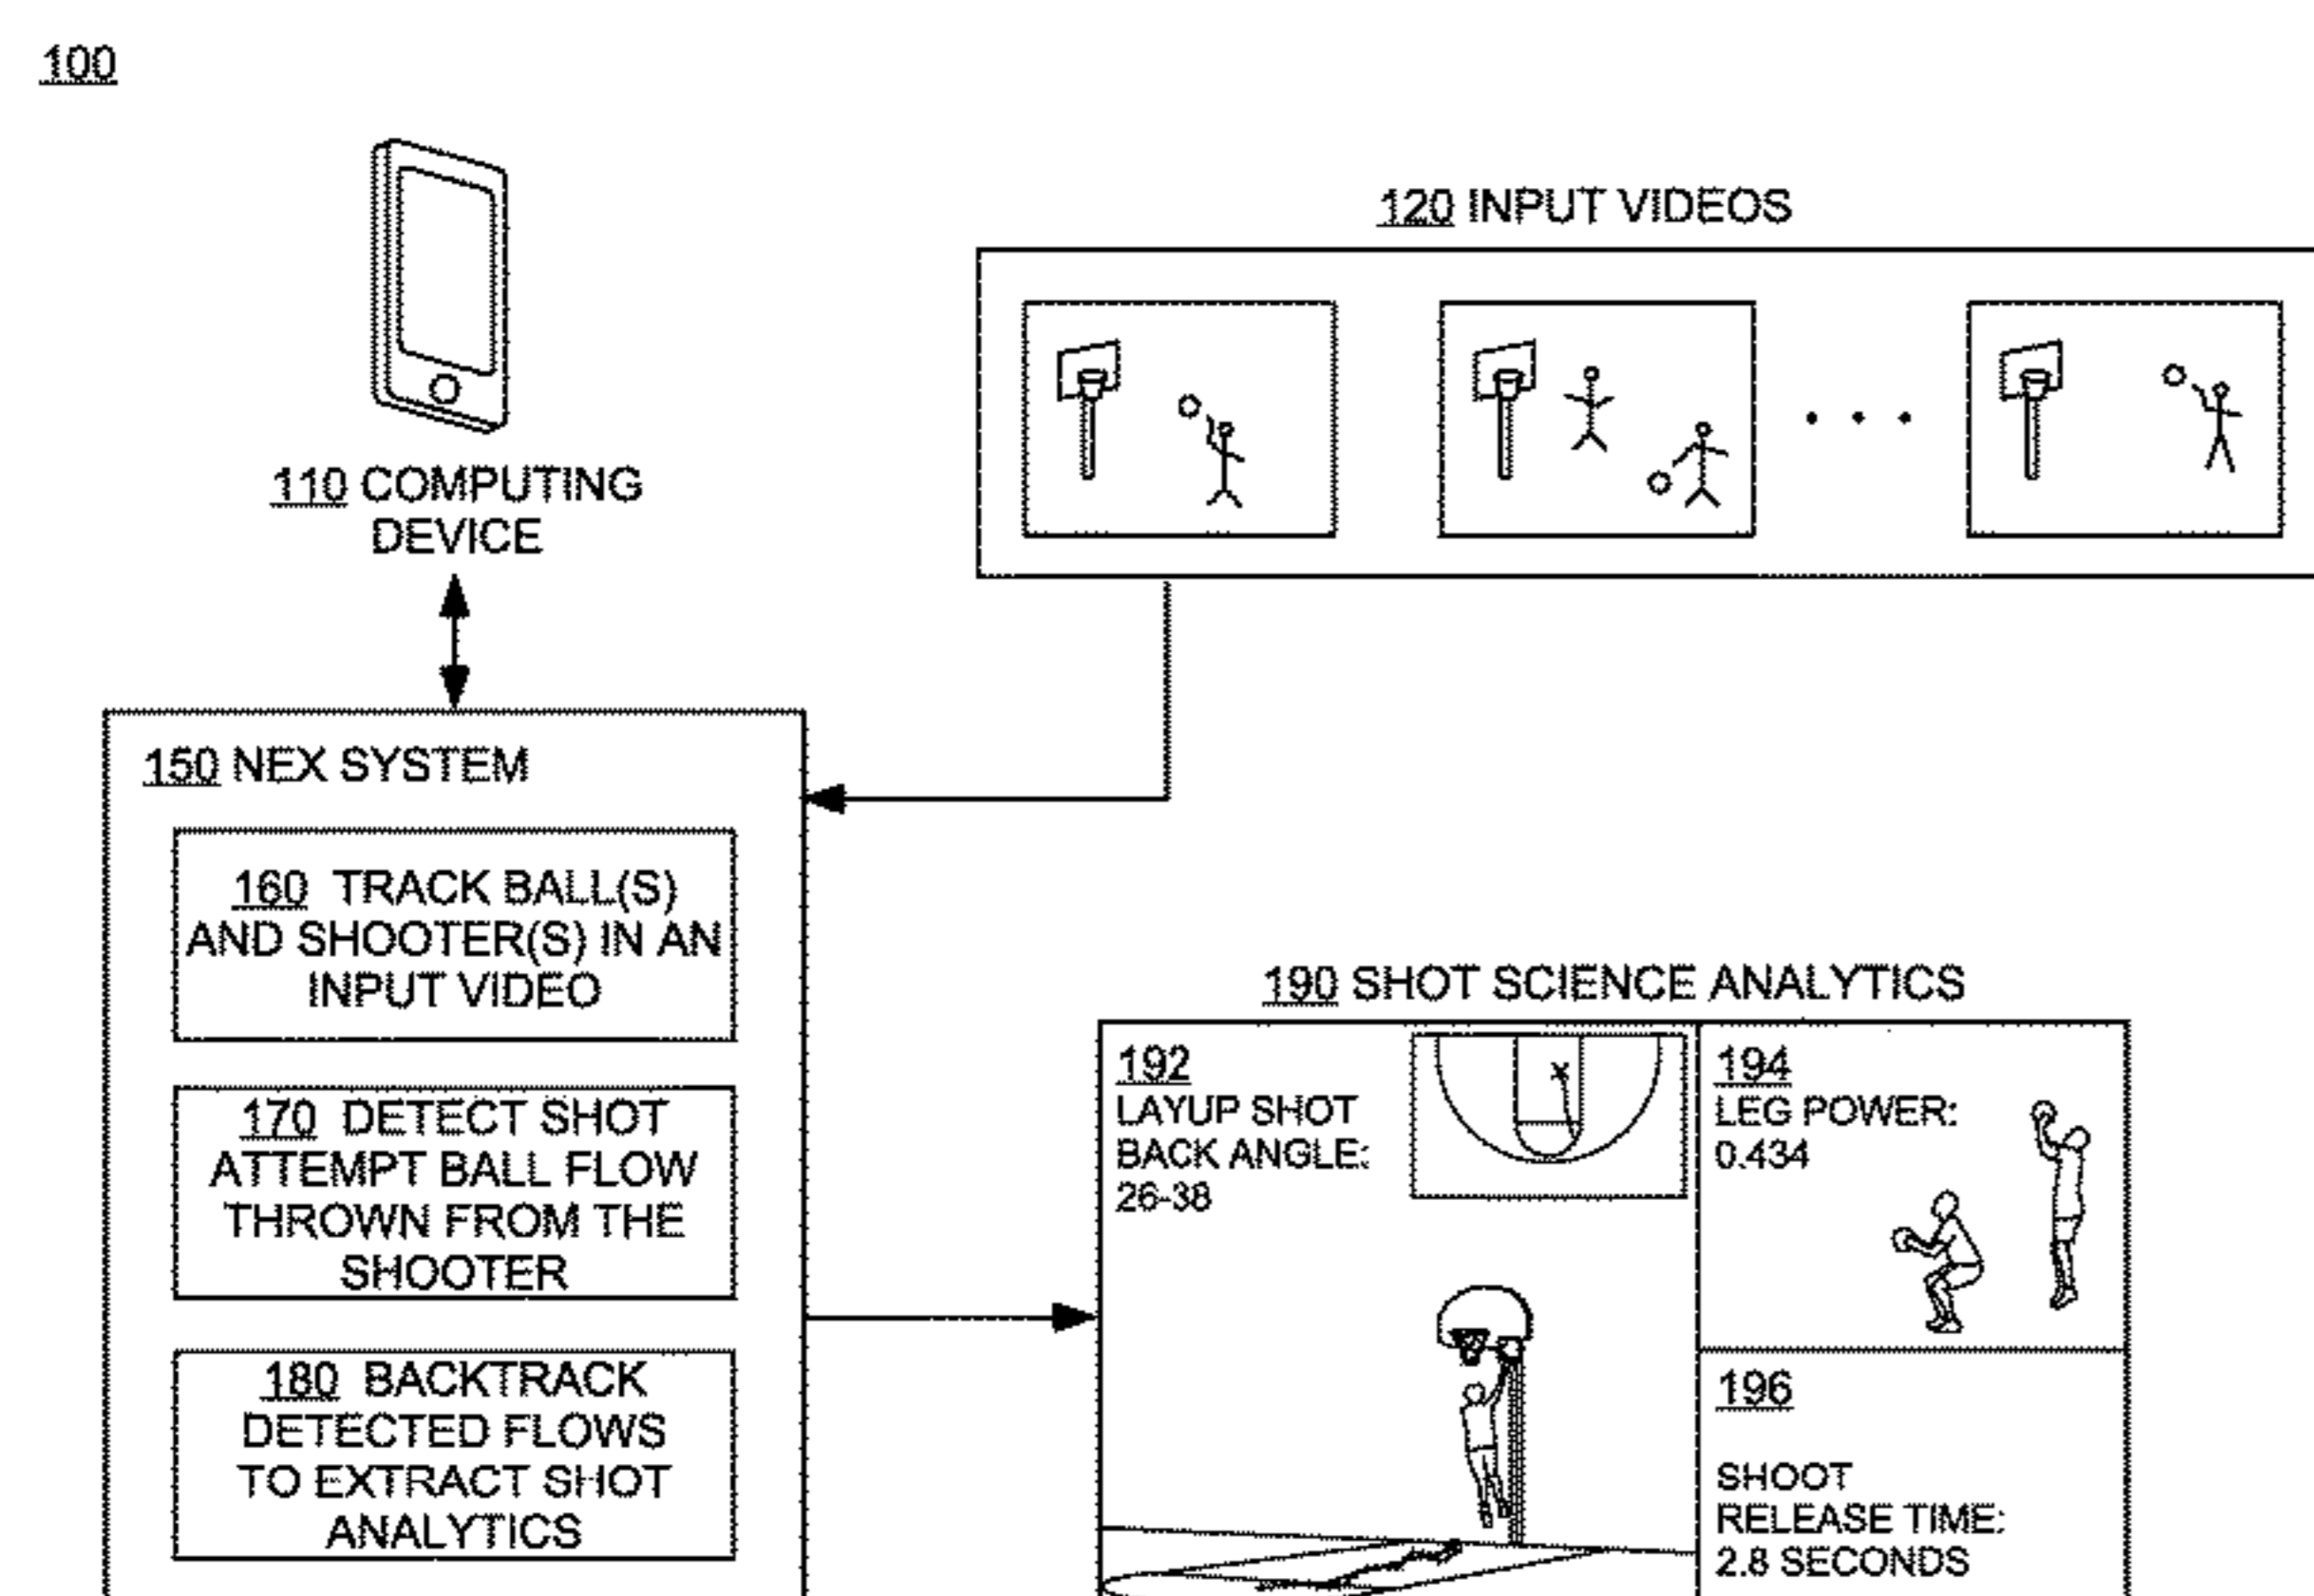 100
120 INPUT VIDEOS
110 COMPUTING
DEVICE
150 NEX SYSTEM
160 TRACK BALL(S)
AND SHOOTER(S) IN AN
INPUT VIDEO
170 DETECT SHOT
ATTEMPT BALL FLOW
THROWN FROM THE
SHOOTER
180 BACKTRACK
DETECTED FLOWS
TO EXTRACT SHOT
ANALYTICS
190 SHOT SCIENCE ANALYTICS
192
LAYUP SHOT
BACK ANGLE:
26-38
194
LEG POWER:
0.434
196
SHOOT
RELEASE TIME:
2.8 SECONDS